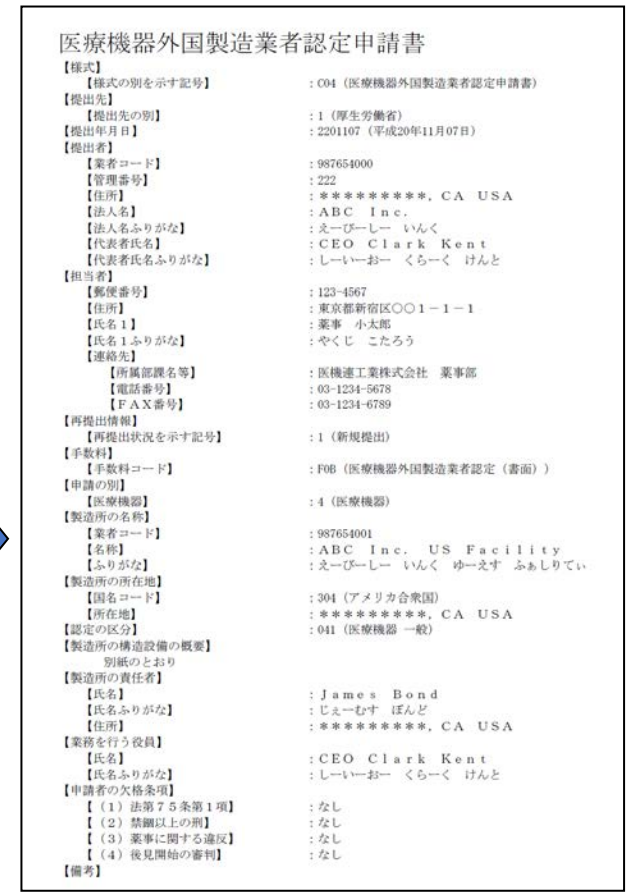 医療機器外国製造業者認定申請書
【様式】
【様式の別を示す記号】 : C04 (医療機器外国製造業者認定申請書)
【提出先】
【提出先の別】 : 1 (厚生労働省)
【提出年月日】 : 2201107 (平成20年11月07日)
【提出者】
【業者コード】 : 987654000
【管理番号】 : 222
【住所】 : *********, CA USA
【法人名】 : ABC Inc.
【法人名ふりがな】 : えーびーしー いんく
【代表者氏名】 : CEO Clark Kent
【代表者氏名ふりがな】 : しーいーおー くらーく けんと
【担当者】
【郵便番号】 : 123-4567
【住所】 : 東京都新宿区○○1-1-1
【氏名1】 : 薬事 小太郎
【氏名1ふりがな】 : やくじ こたろう
【連絡先】
【所属部課名等】 : 医機連工業株式会社 薬事部
【電話番号】 : 03-1234-5678
【FAX番号】 : 03-1234-6789
【再提出情報】
【再提出状況を示す記号】 : 1 (新規提出)
【手数料】
【手数料コード】 : F0B (医療機器外国製造業者認定(書面))
【申請の別】
【医療機器】 : 4 (医療機器)
【製造所の名称】
【業者コード】 : 987654001
【名称】 : ABC Inc. US Facility
【ふりがな】 : えーびーしー いんく ゆーえす ふぁしりてぃ
【製造所の所在地】
【国名コード】 : 304 (アメリカ合衆国)
【所在地】 : *********, CA USA
【認定の区分】 : 041 (医療機器 一般)
【製造所の構造設備の概要】
別紙のとおり
【製造所の責任者】
【氏名】 : James Bond
【氏名ふりがな】 : じぇーむす ぼんど
【住所】 : *********, CA USA
【業務を行う役員】
【氏名】 : CEO Clark Kent
【氏名ふりがな】 : しーいーおー くらーく けんと
【申請者の欠格条項】
【(1)法第75条第1項】 : なし
【(2)禁錮以上の刑】 : なし
【(3)薬事に関する違反】 : なし
【(4)後見開始の審判】 : なし
【備考】